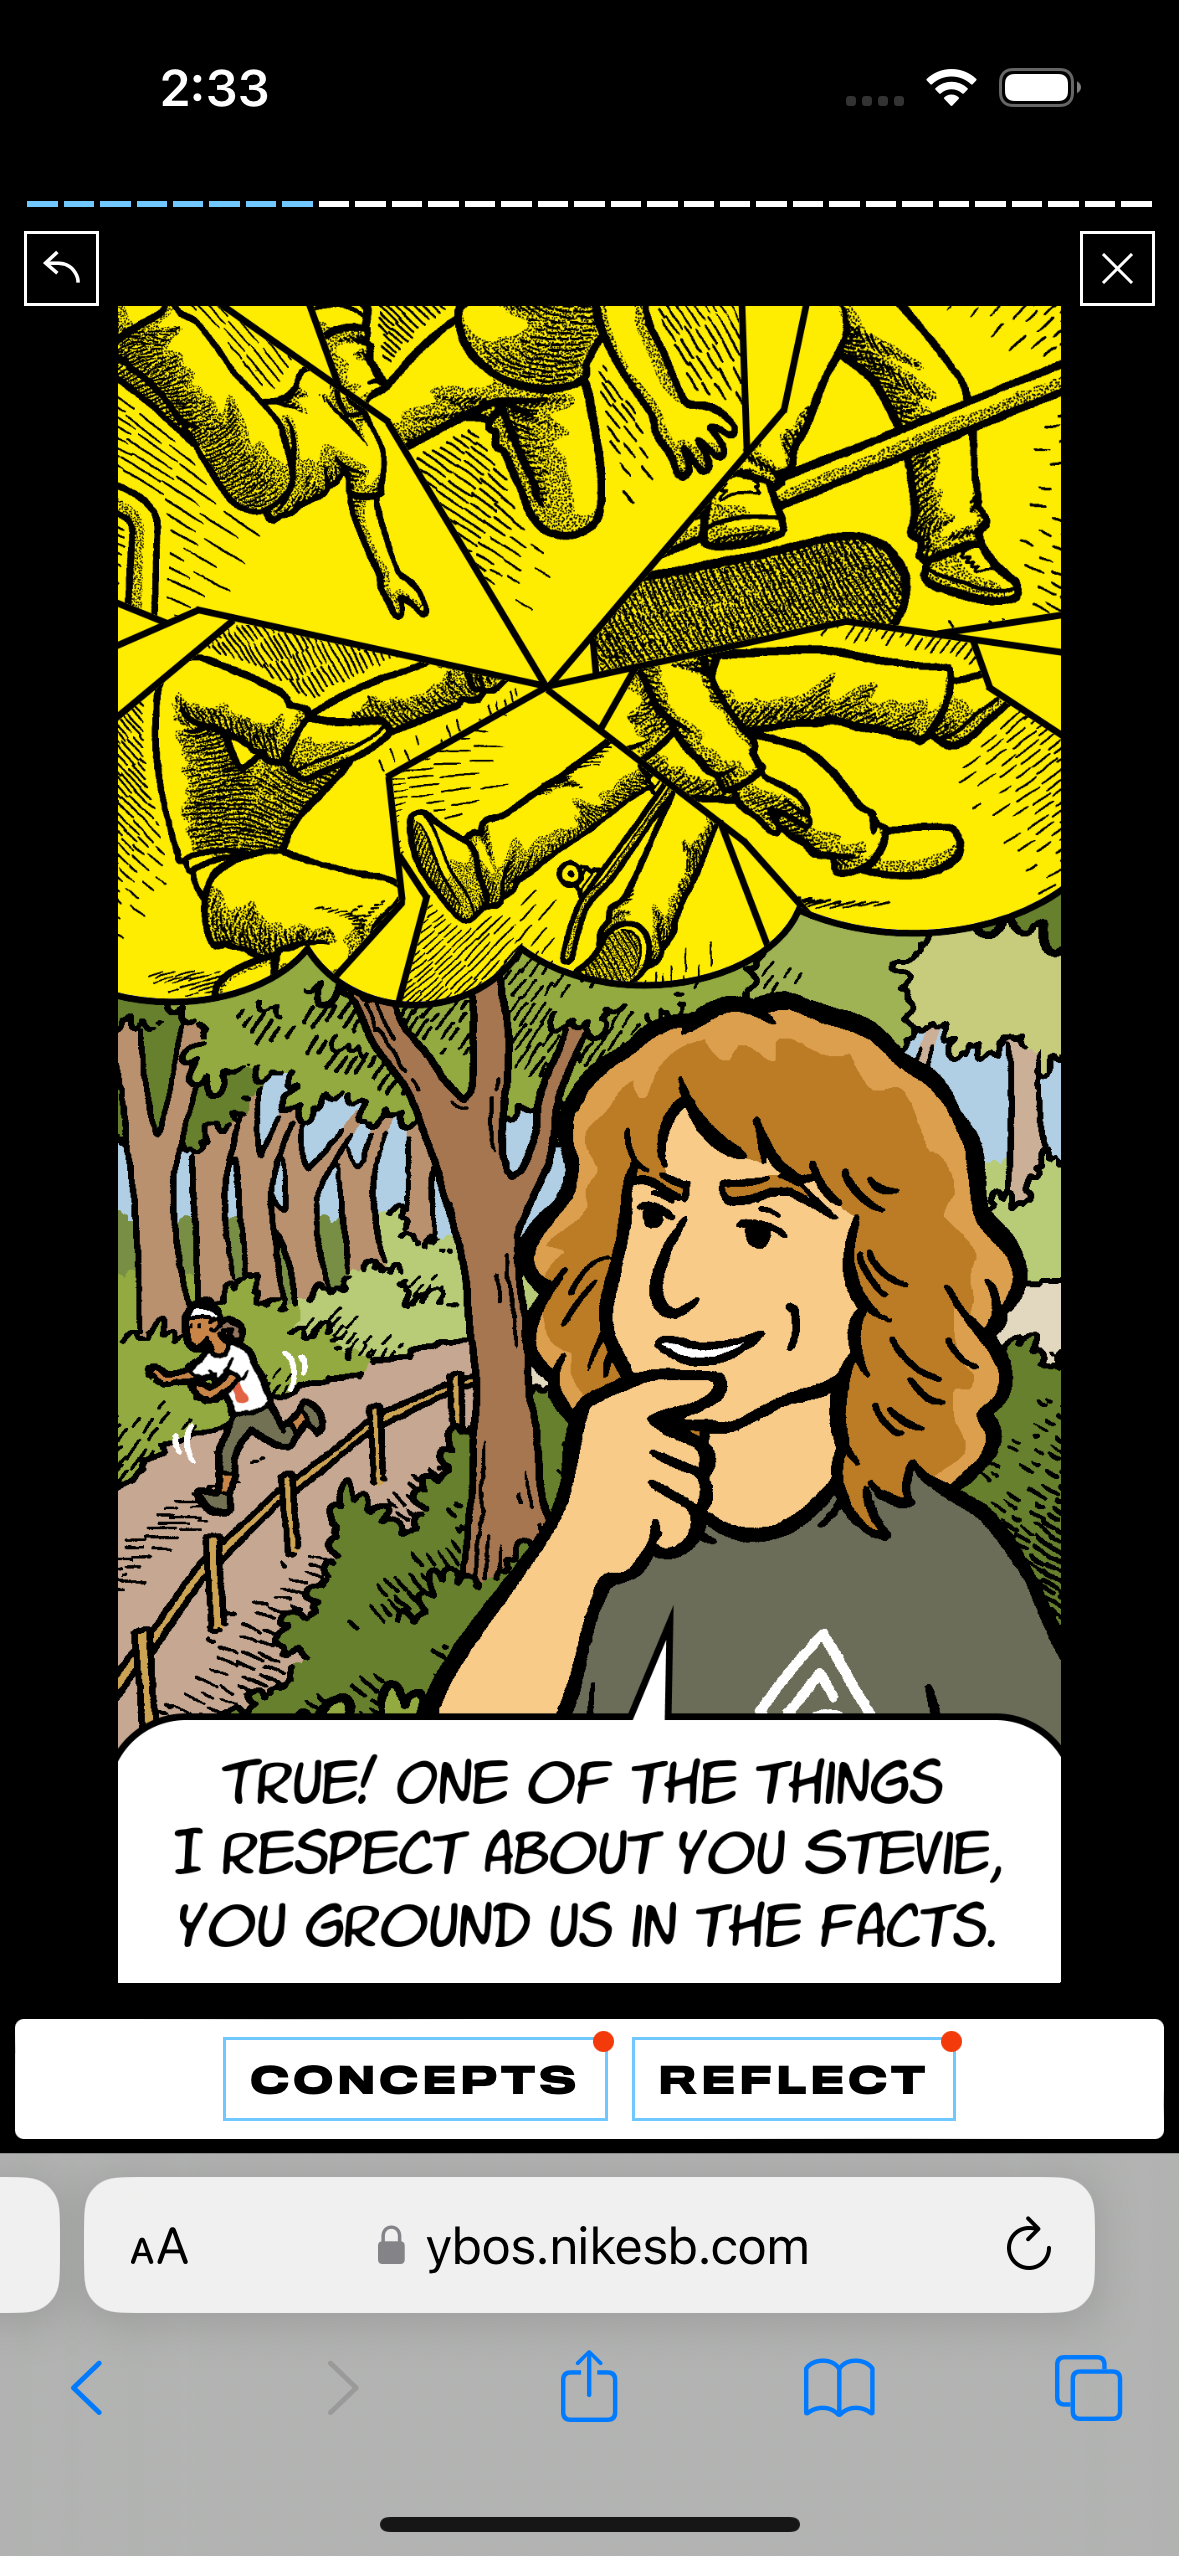 2:33
TRUE! ONE OF THE THINGS
I RESPECT ABOUT YOU STEVIE,
YOU GROUND US IN THE FACTS.
CONCEPTS
REFLECT
AA
ybos.nikesb.com